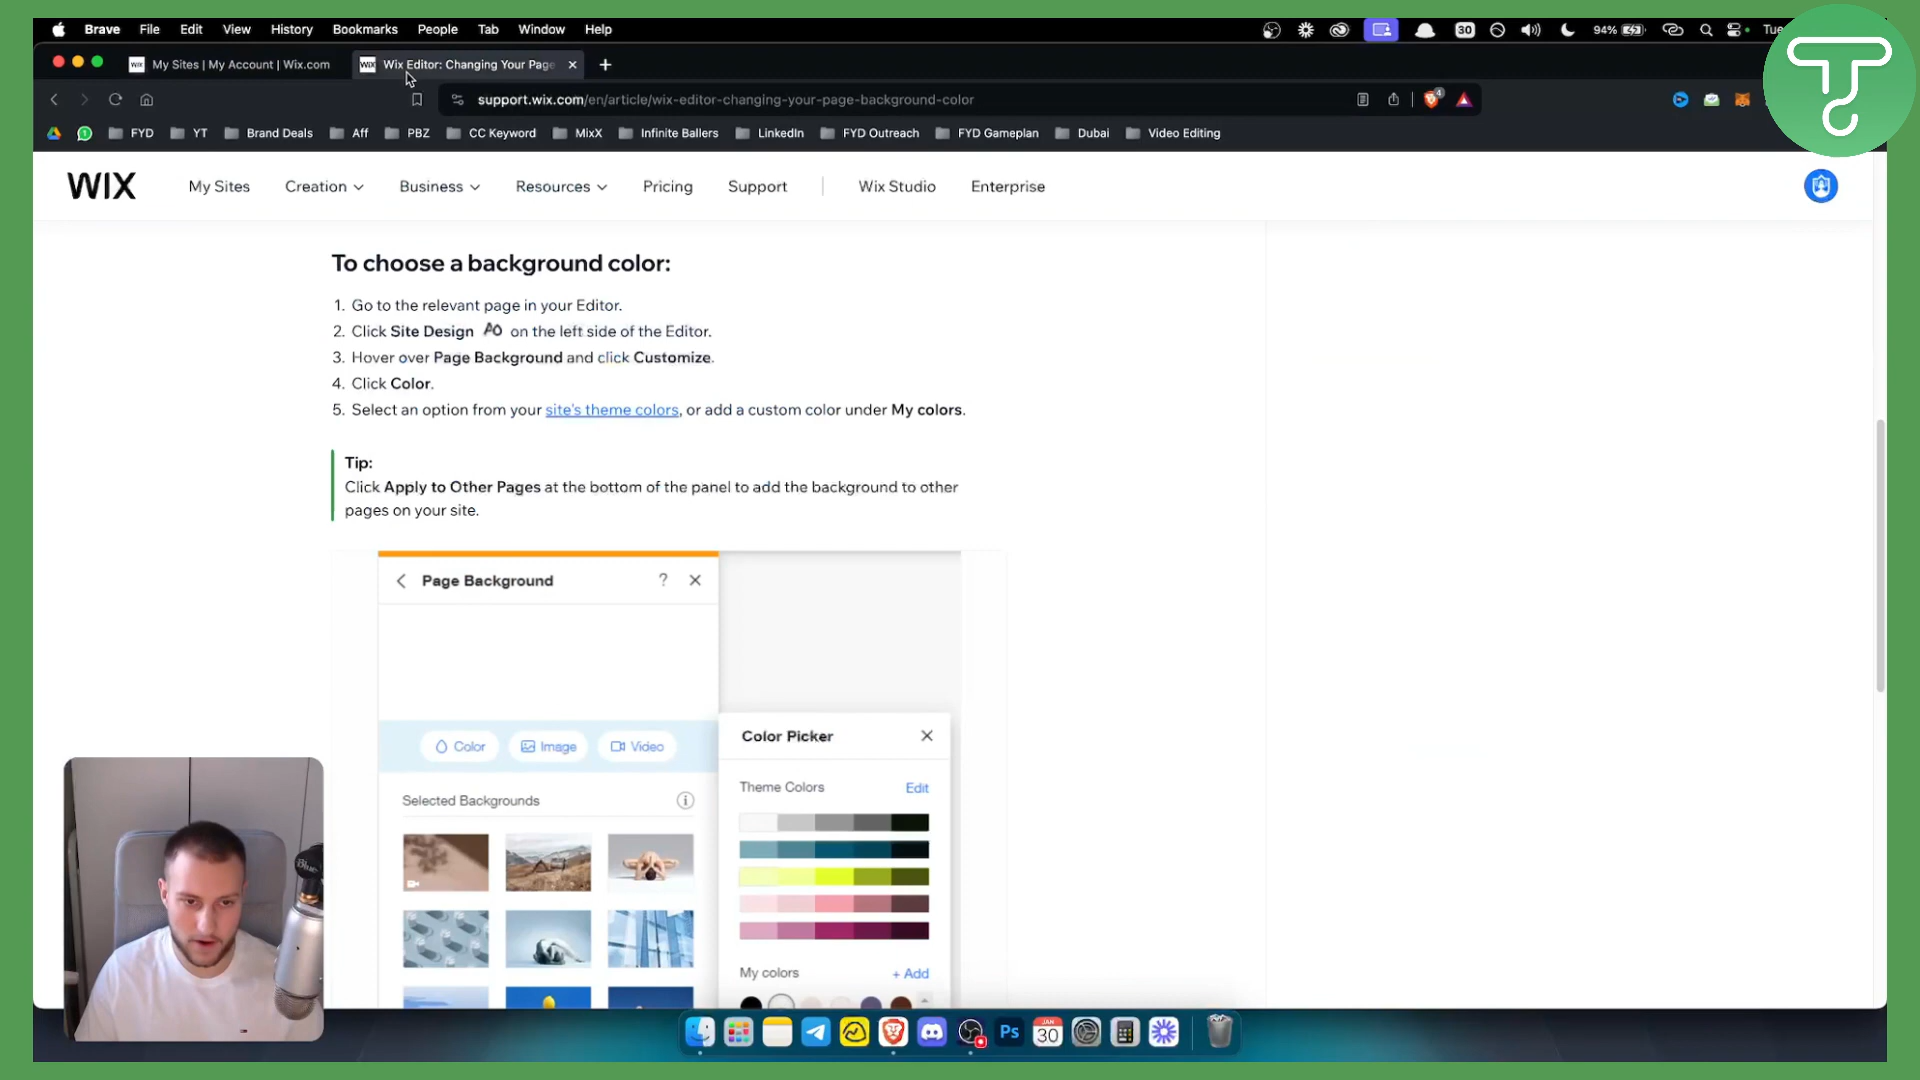 Brave File Edit View History Bookmarks People Tab Window Help
30 94% Tue
My Sites | My Account | Wix.com
Wix Editor: Changing Your Page
support.wix.com/en/article/wix-editor-changing-your-page-background-color
4
FYD YT Brand Deals Aff PBZ CC Keyword MixX Infinite Ballers LinkedIn FYD Outreach FYD Gameplan Dubai Video Editing
WIX My Sites Creation Business Resources Pricing Support Wix Studio Enterprise
To choose a background color:
1. Go to the relevant page in your Editor.
2. Click Site Design on the left side of the Editor.
3. Hover over Page Background and click Customize.
4. Click Color.
5. Select an option from your site's theme colors, or add a custom color under My colors.
Tip:
Click Apply to Other Pages at the bottom of the panel to add the background to other
pages on your site.
Page Background ?
Color Image Video
Selected Backgrounds
Color Picker
Theme Colors Edit
My colors + Add
Blue
Ps
JAN
30